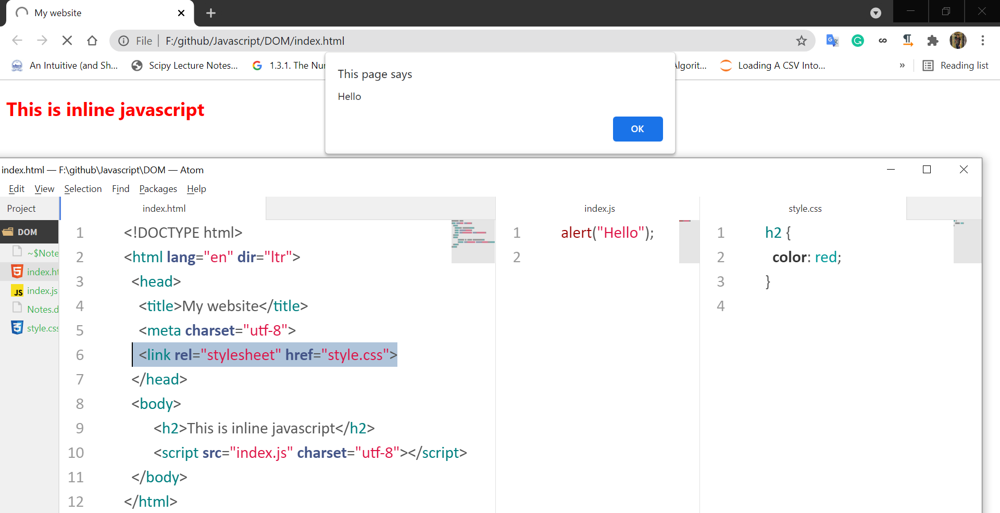 My website
File F:/github/Javascript/DOM/index.html
An Intuitive (and Sh... Scipy Lecture Notes... 1.3.1. The Nu Algorit... Loading A CSV Into... » Reading list
This page says
Hello
OK
This is inline javascript
index.html — F:\github\Javascript\DOM — Atom
Edit View Selection Find Packages Help
Project
DOM
~$Note
index.ht
JS index.js
Notes.d
style.css
index.html
1 <!DOCTYPE html>
2 <html lang="en" dir="ltr">
3 <head>
4 <title>My website</title>
5 <meta charset="utf-8">
6 <link rel="stylesheet" href="style.css">
7 </head>
8 <body>
9 <h2>This is inline javascript</h2>
10 <script src="index.js" charset="utf-8"></script>
11 </body>
12 </html>
index.js
1 alert("Hello");
2
style.css
1 h2 {
2 color: red;
3 }
4